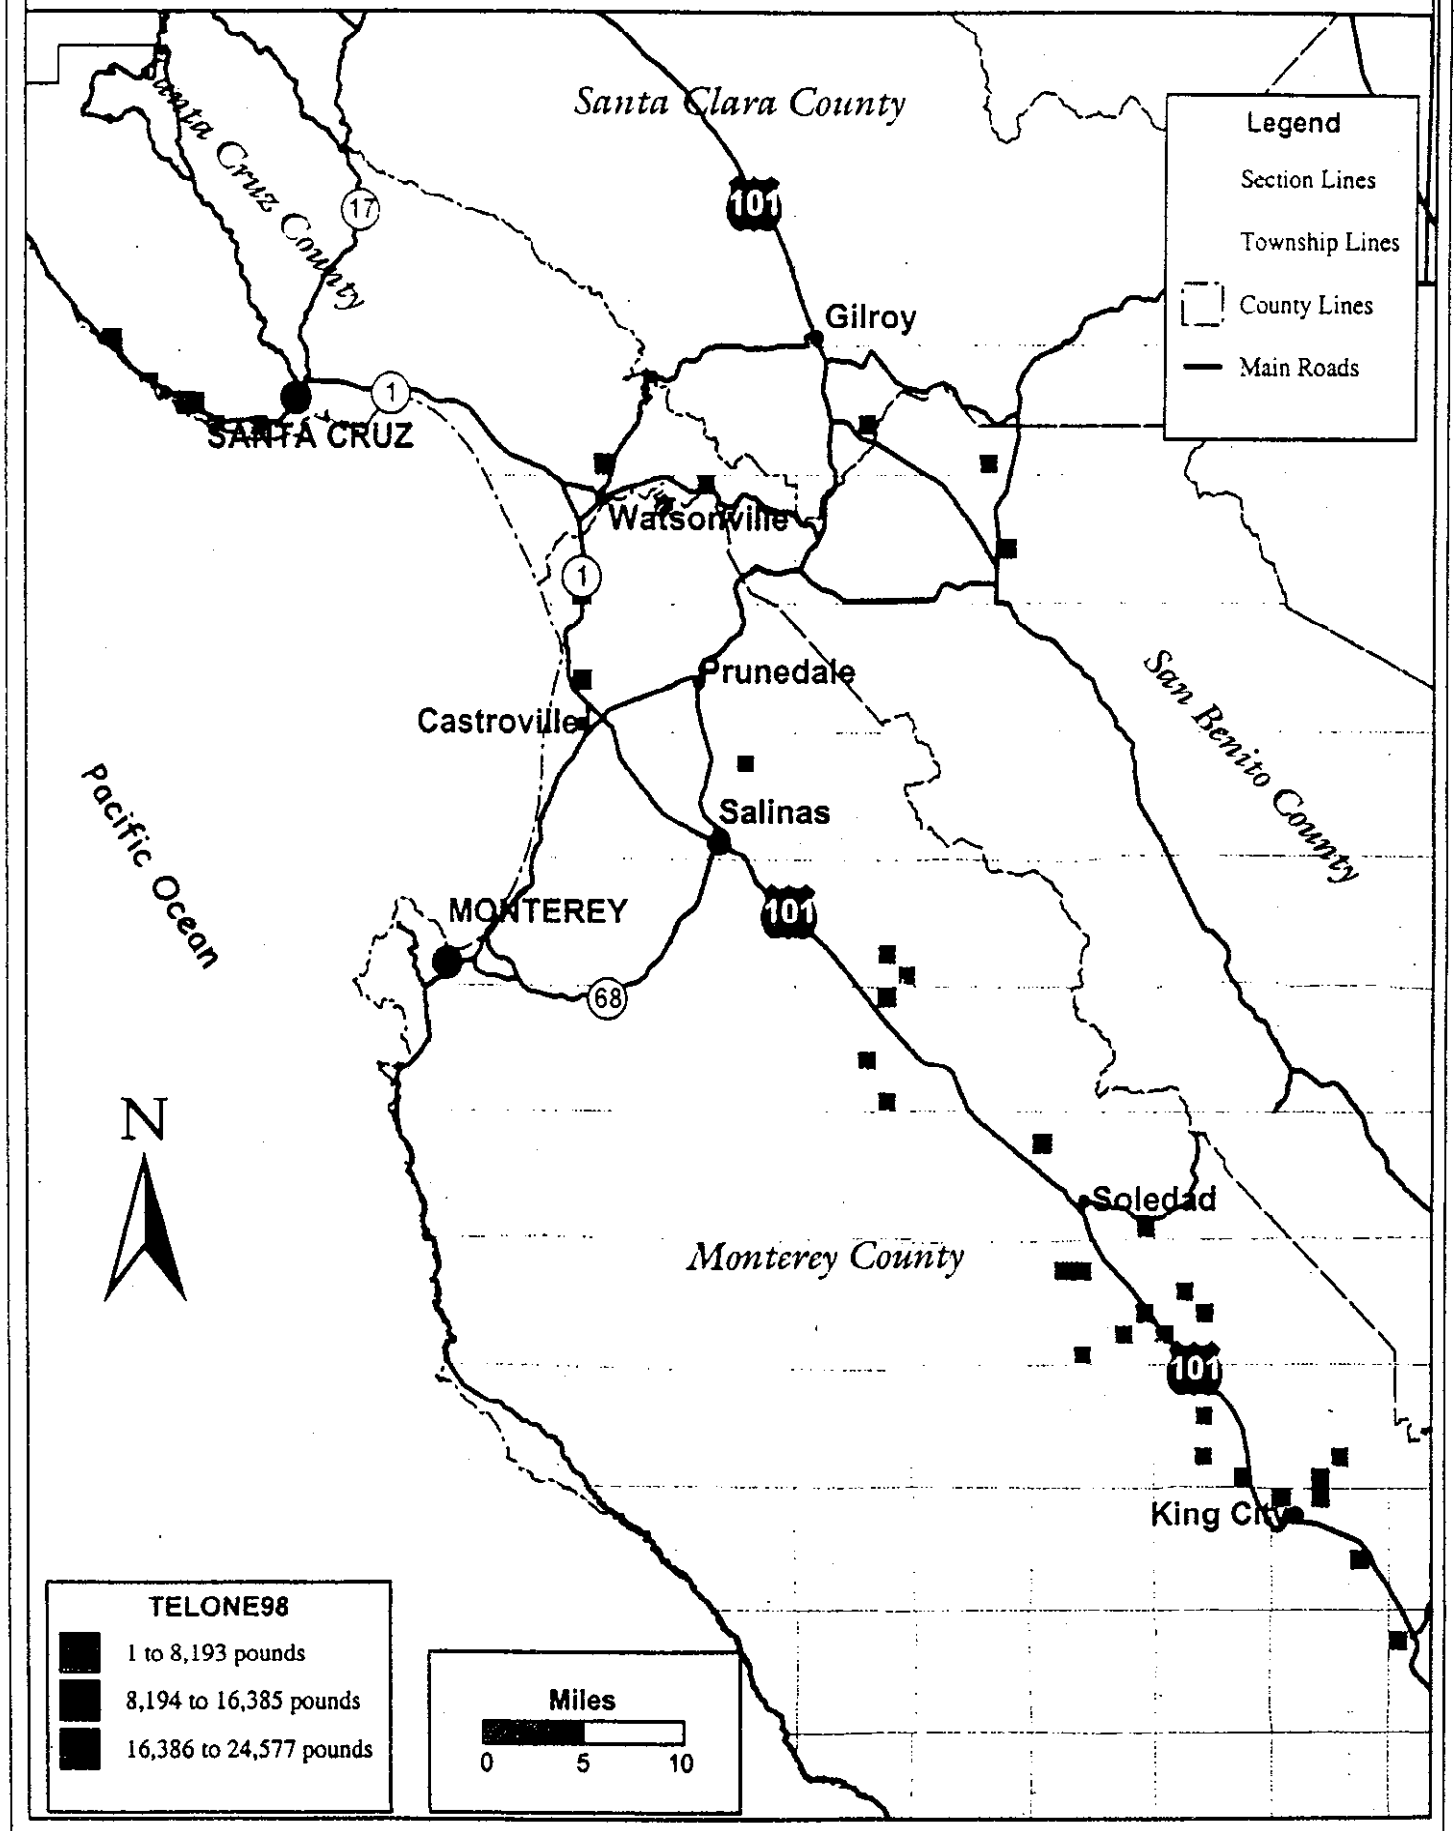 Santa Clara County
Santa Cruz County
Legend
Section Lines
Township Lines
County Lines
Main Roads
17
101
Gilroy
1
SANTA CRUZ
Watsonville
1
Prunedale
Castroville
San Benito County
Pacific Ocean
Salinas
MONTEREY
101
68
N
Soledad
Monterey County
101
King City
TELONE98
1 to 8,193 pounds
8,194 to 16,385 pounds
16,386 to 24,577 pounds
Miles
0 5 10